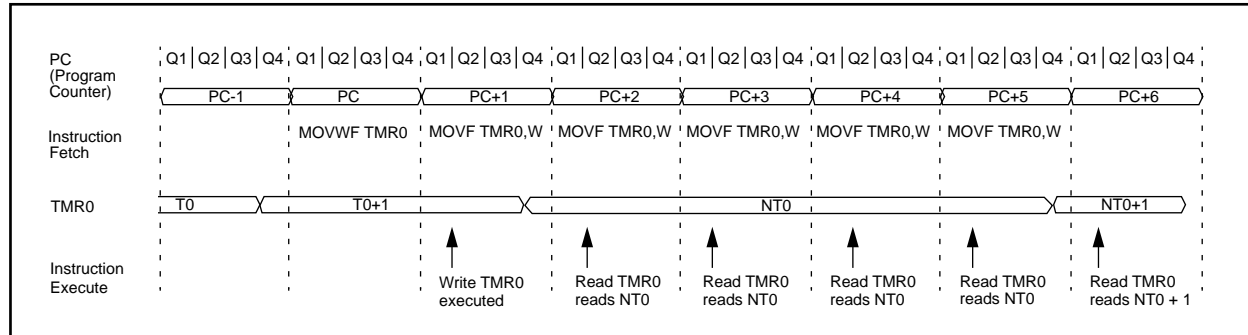 PC
(Program
Counter)
Q1 Q2 Q3 Q4 Q1 Q2 Q3 Q4 Q1 Q2 Q3 Q4 Q1 Q2 Q3 Q4 Q1 Q2 Q3 Q4 Q1 Q2 Q3 Q4 Q1 Q2 Q3 Q4 Q1 Q2 Q3 Q4
PC-1 PC PC+1 PC+2 PC+3 PC+4 PC+5 PC+6
Instruction
Fetch
MOVWF TMR0 MOVF TMR0,W MOVF TMR0,W MOVF TMR0,W MOVF TMR0,W MOVF TMR0,W
TMR0
T0 T0+1 NT0 NT0+1
Instruction
Execute
Write TMR0
executed
Read TMR0
reads NT0
Read TMR0
reads NT0
Read TMR0
reads NT0
Read TMR0
reads NT0
Read TMR0
reads NT0 + 1